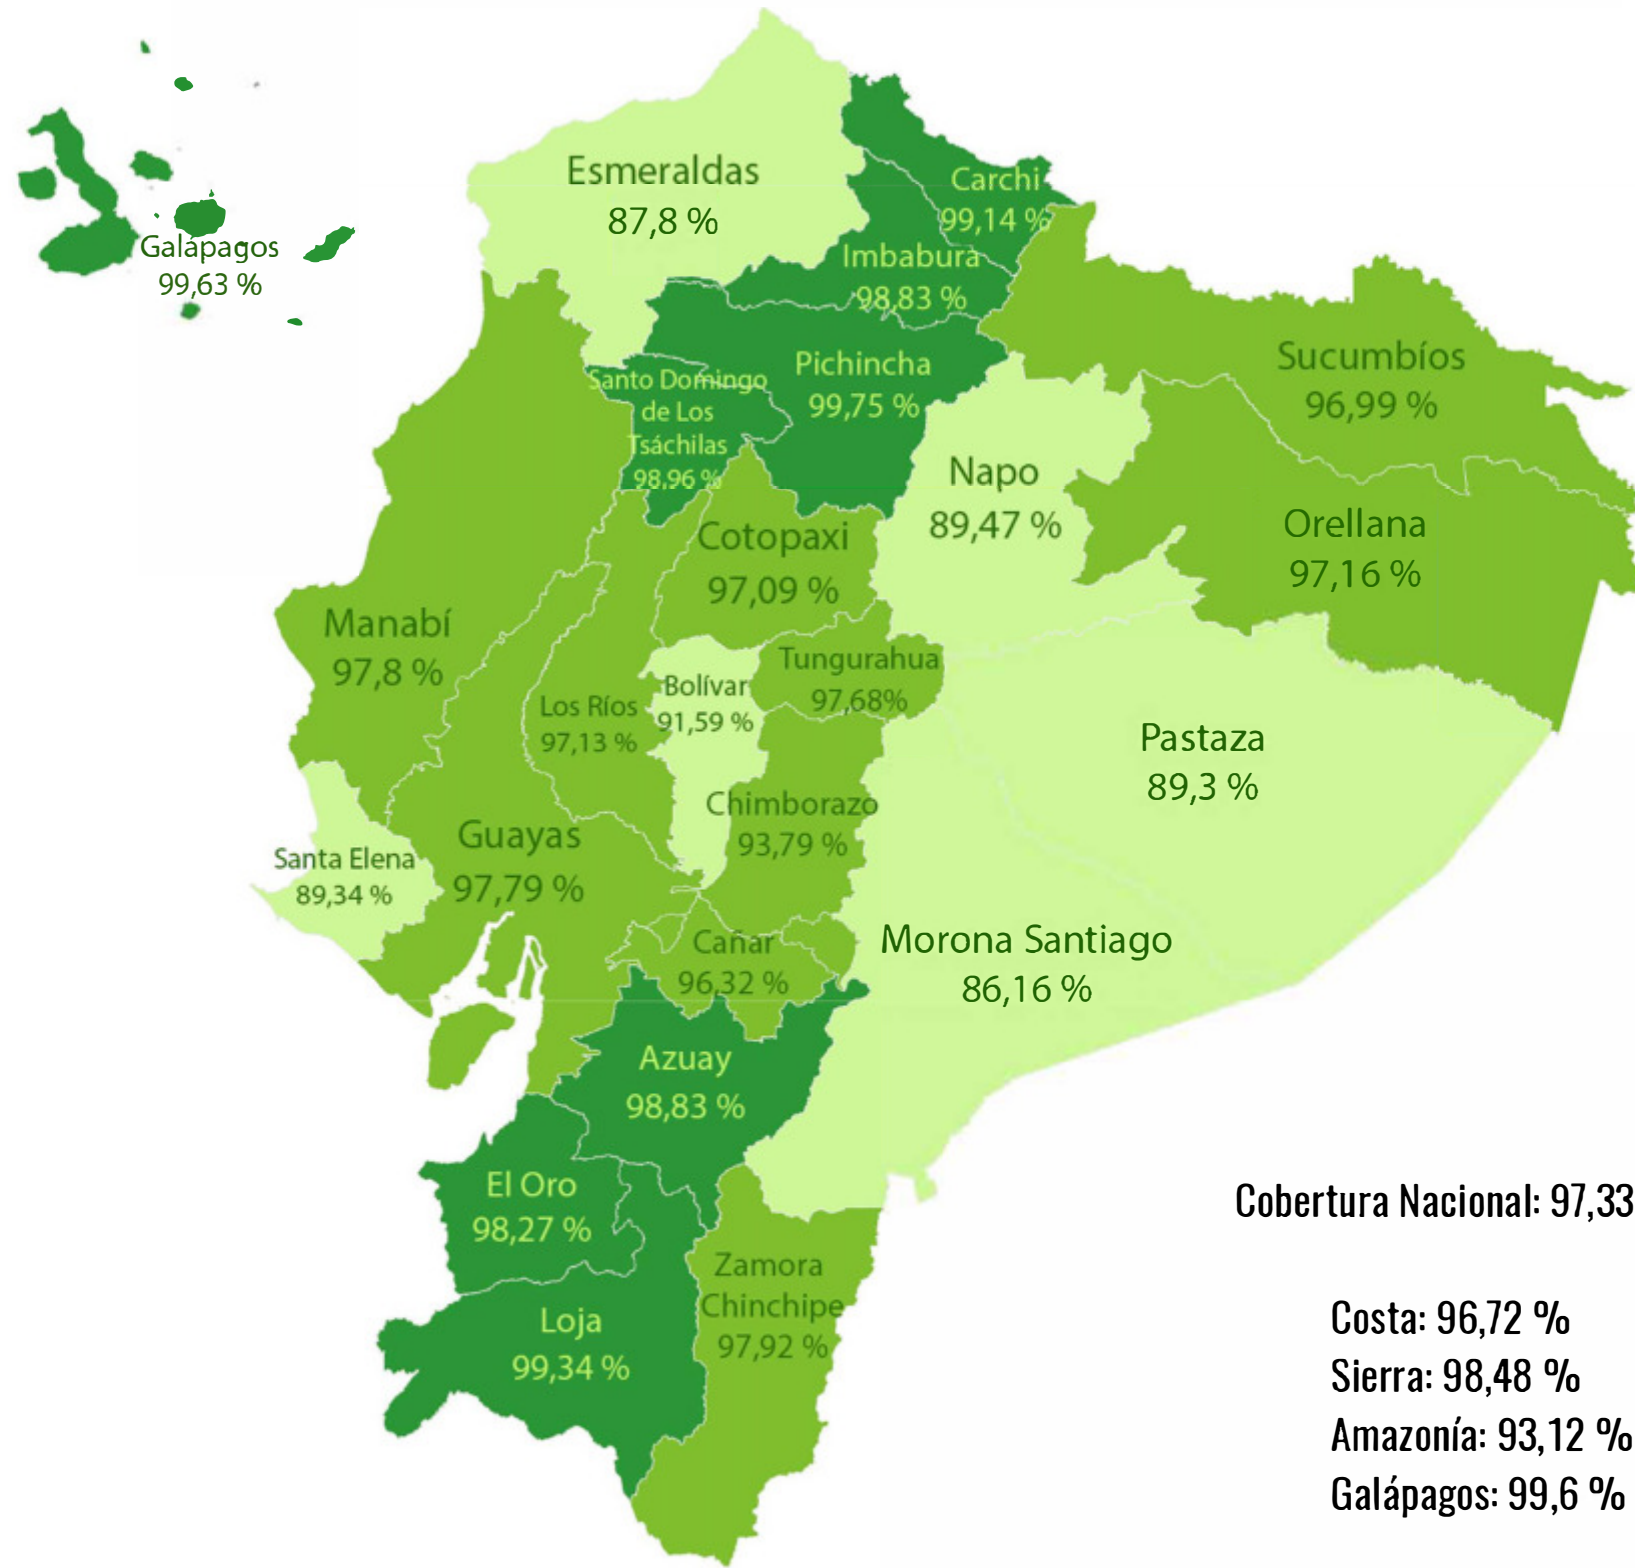 Esmeraldas
87,8 %
Carchi
99,14 %
Galápagos
99,63 %
Imbabura
98,83 %
Pichincha
99,75 %
Sucumbíos
96,99 %
Santo Domingo
de Los
Tsáchilas
98,96 %
Napo
89,47 %
Orellana
97,16 %
Cotopaxi
97,09 %
Manabí
97,8 %
Tungurahua
97,68%
Bolívar
91,59 %
Los Ríos
97,13 %
Pastaza
89,3 %
Chimborazo
93,79 %
Guayas
97,79 %
Santa Elena
89,34 %
Cañar
96,32 %
Morona Santiago
86,16 %
Azuay
98,83 %
El Oro
98,27 %
Zamora
Chinchipe
97,92 %
Loja
99,34 %
Cobertura Nacional: 97,33
Costa: 96,72 %
Sierra: 98,48 %
Amazonía: 93,12 %
Galápagos: 99,6 %